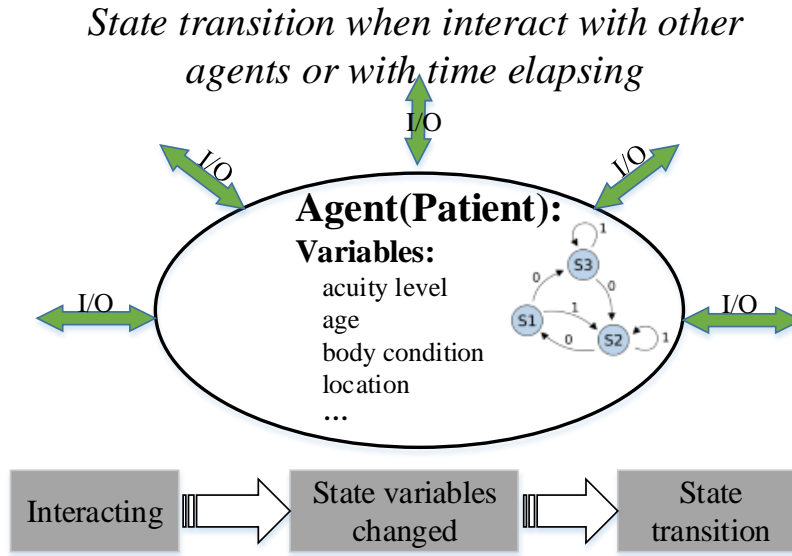 State transition when interact with other
agents or with time elapsing
I/O
I/O
I/O
Agent(Patient):
Variables:
acuity level
age
body condition
location
...
1
S3
0
0
S1
1
S2
1
0
I/O
I/O
Interacting
State variables
changed
State
transition